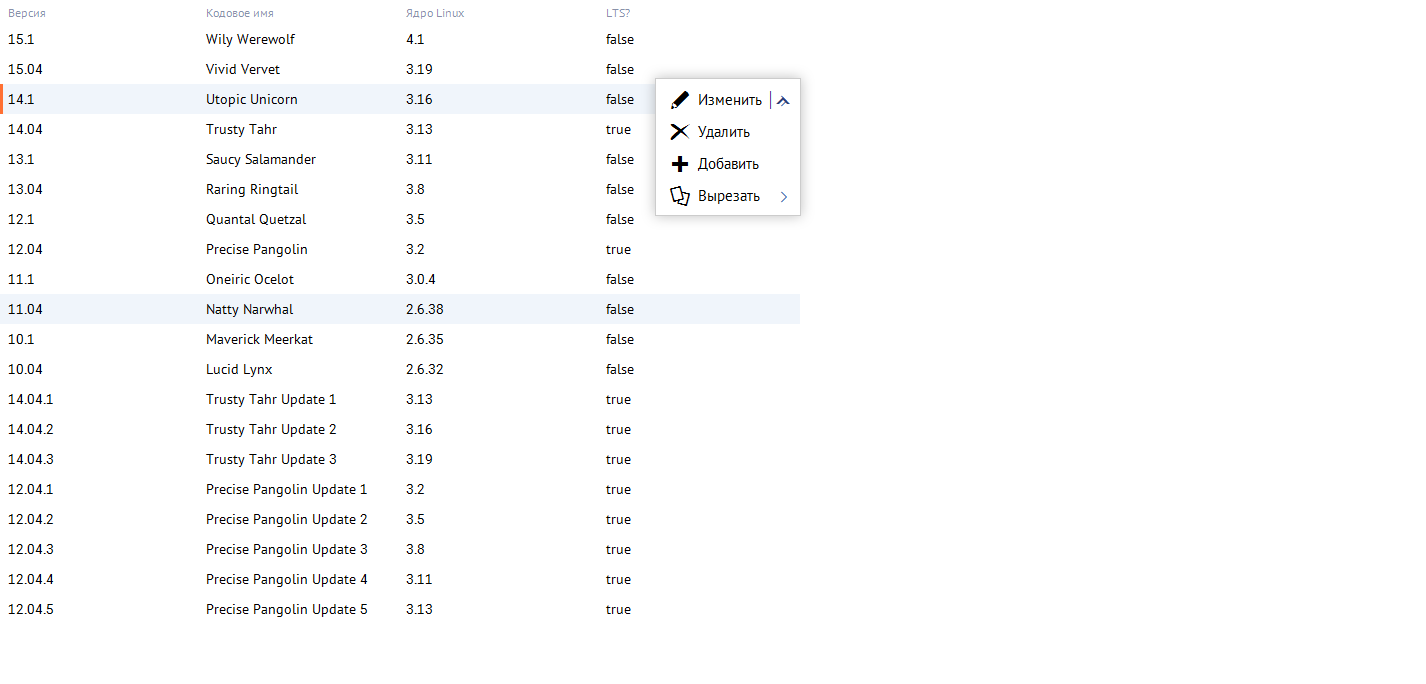 Версия Кодовое имя Ядро Linux LTS?
15.1 Wily Werewolf 4.1 false
15.04 Vivid Vervet 3.19 false
14.1 Utopic Unicorn 3.16 false Изменить
14.04 Trusty Tahr 3.13 true Удалить
13.1 Saucy Salamander 3.11 false Добавить
13.04 Raring Ringtail 3.8 false Вырезать
12.1 Quantal Quetzal 3.5 false
12.04 Precise Pangolin 3.2 true
11.1 Oneiric Ocelot 3.0.4 false
11.04 Natty Narwhal 2.6.38 false
10.1 Maverick Meerkat 2.6.35 false
10.04 Lucid Lynx 2.6.32 false
14.04.1 Trusty Tahr Update 1 3.13 true
14.04.2 Trusty Tahr Update 2 3.16 true
14.04.3 Trusty Tahr Update 3 3.19 true
12.04.1 Precise Pangolin Update 1 3.2 true
12.04.2 Precise Pangolin Update 2 3.5 true
12.04.3 Precise Pangolin Update 3 3.8 true
12.04.4 Precise Pangolin Update 4 3.11 true
12.04.5 Precise Pangolin Update 5 3.13 true